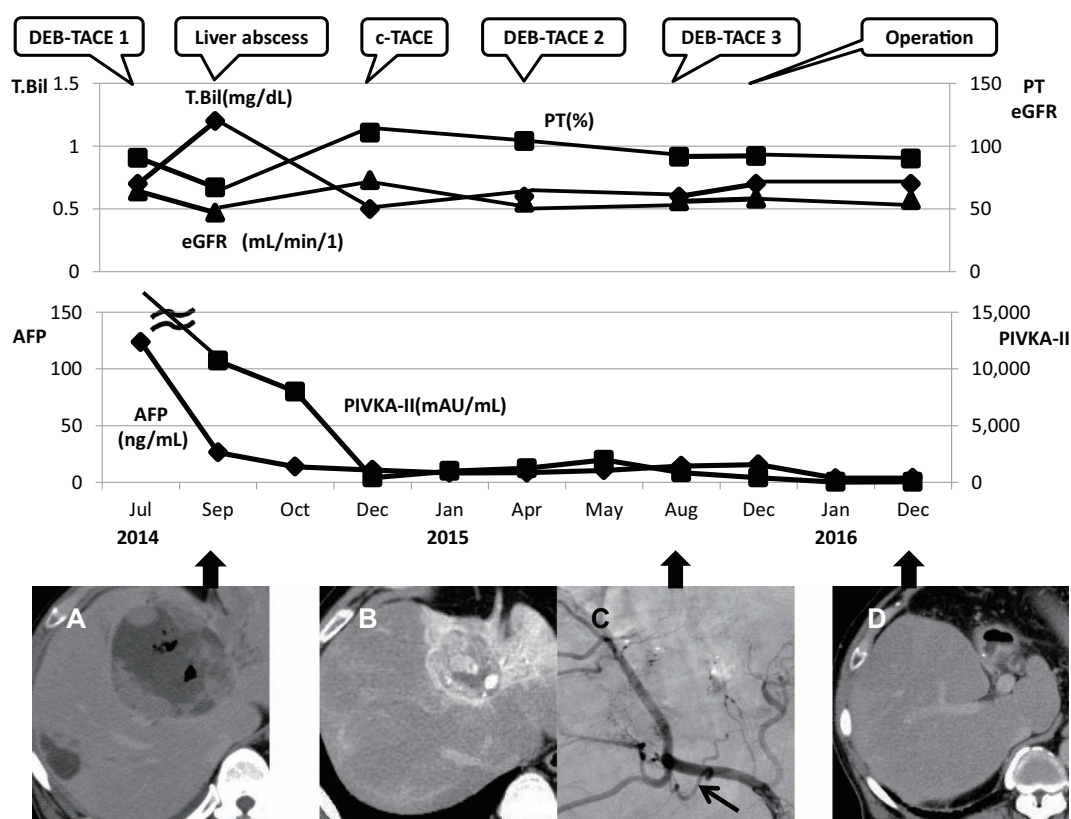 DEB-TACE 1 Liver abscess c-TACE DEB-TACE 2 DEB-TACE 3 Operation
T.Bil 1.5 150 PT
eGFR
T.Bil(mg/dL)
PT(%)
1 100
0.5 50
eGFR (mL/min/1)
0 0
150 15,000
AFP PIVKA-II
100 10,000
PIVKA-II(mAU/mL)
AFP
(ng/mL)
50 5,000
0 0
Jul Sep Oct Dec Jan Apr May Aug Dec Jan Dec
2014 2015 2016
A B C D